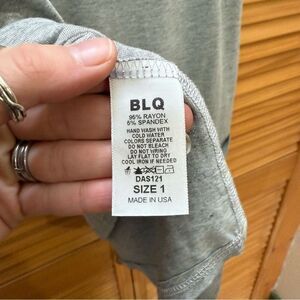 BLQ
95% RAYON
5% SPANDEX
HAND WASH WITH
COLD WATER
COLORS SEPARATE
DO NOT BLEACH
DO NOT WRING
LAY FLAT TO DRY
COOL IRON IF NEEDED
DAS121
SIZE 1
MADE IN USA